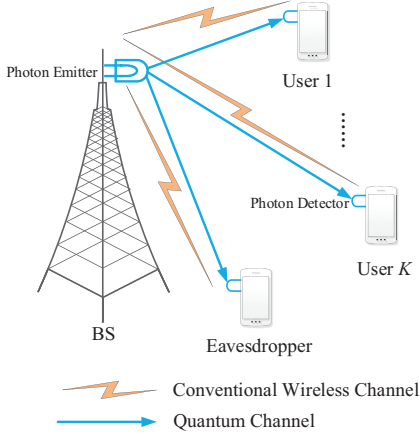 Photon Emitter
User 1
Photon Detector
User K
BS
Eavesdropper
Conventional Wireless Channel
Quantum Channel